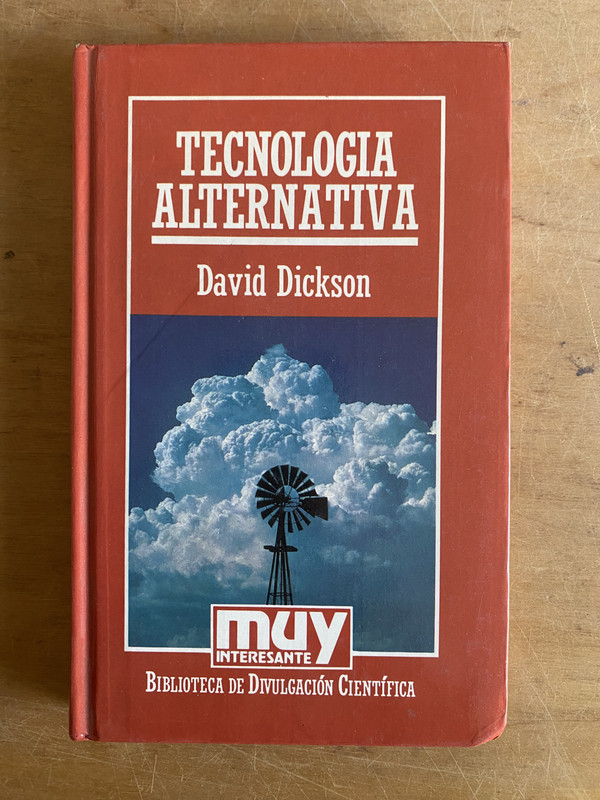 TECNOLOGIA
ALTERNATIVA
David Dickson
muy
INTERESANTE
BIBLIOTECA DE DIVULGACIÓN CIENTÍFICA